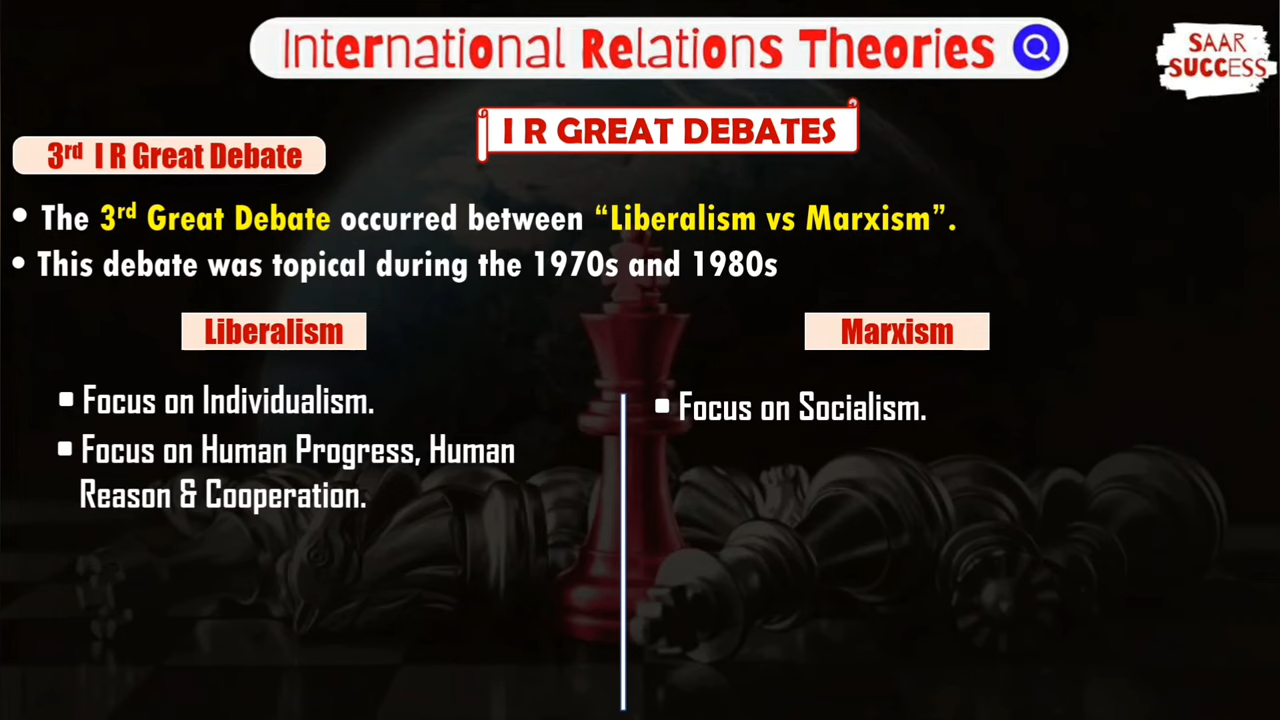 International Relations Theories
SAAR
SUCCESS
I R GREAT DEBATES
3rd I R Great Debate
• The 3rd Great Debate occurred between “Liberalism vs Marxism”.
• This debate was topical during the 1970s and 1980s
Liberalism
▪ Focus on Individualism.
▪ Focus on Human Progress, Human
Reason & Cooperation.
Marxism
▪ Focus on Socialism.